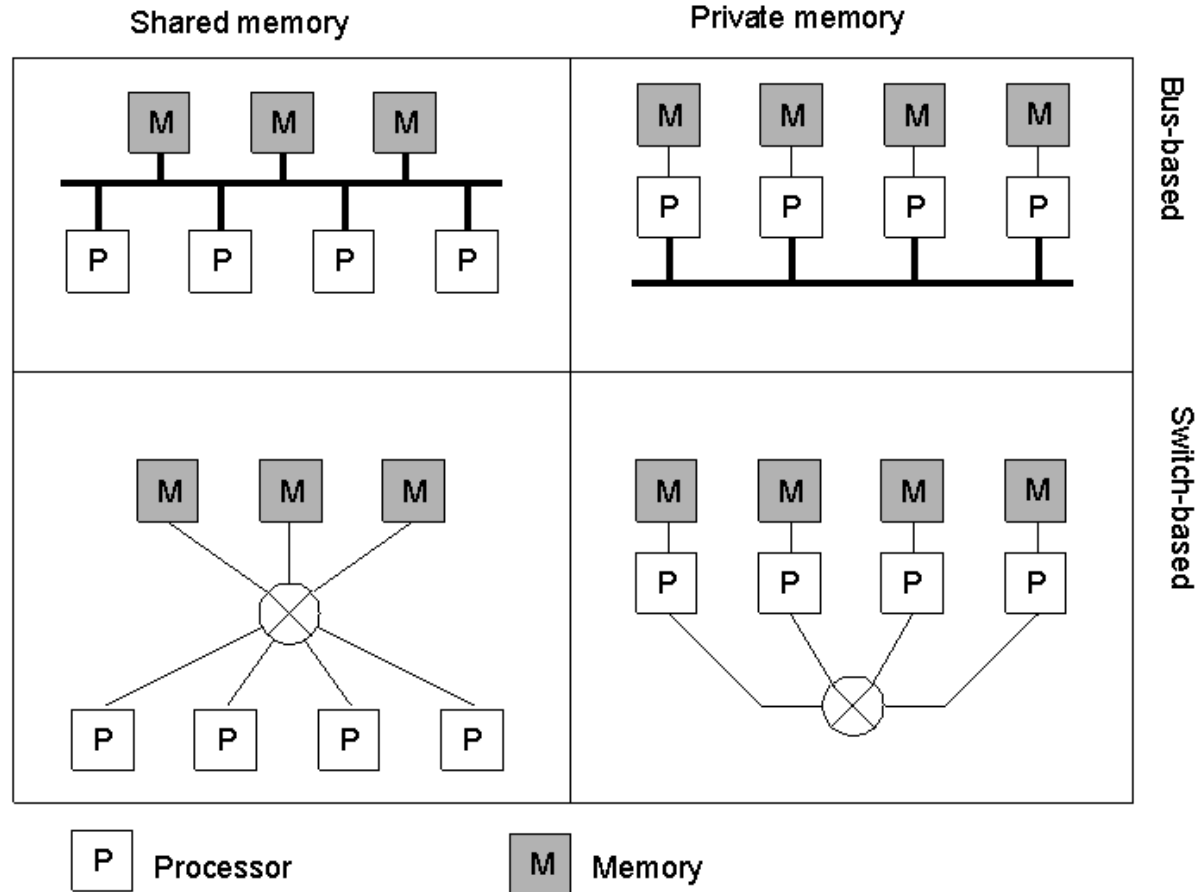 Shared memory
Private memory
M M M
P P P P
M M M M
P P P P
Bus-based
M M M
P P P P
M M M M
P P P P
Switch-based
P Processor
M Memory